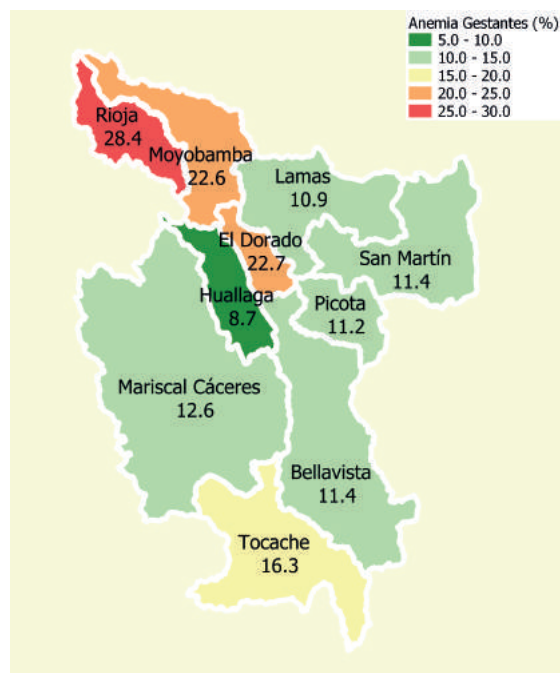 Anemia Gestantes (%)
5.0 - 10.0
10.0 - 15.0
15.0 - 20.0
20.0 - 25.0
25.0 - 30.0
Rioja
28.4
Moyobamba
22.6
Lamas
10.9
El Dorado
22.7
San Martín
11.4
Huallaga
8.7
Picota
11.2
Mariscal Cáceres
12.6
Bellavista
11.4
Tocache
16.3